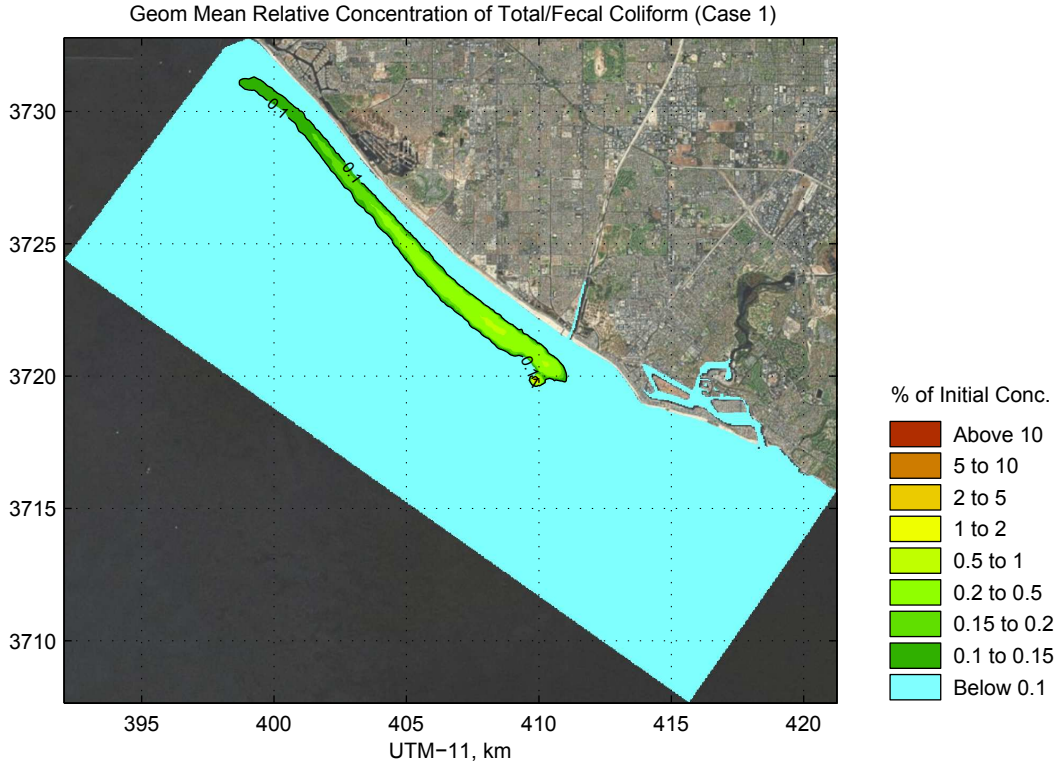 Geom Mean Relative Concentration of Total/Fecal Coliform (Case 1)
3730
3725
3720
3715
3710
0.1
0.1
395
400
405
410
415
420
UTM−11, km
% of Initial Conc.
Above 10
5 to 10
2 to 5
1 to 2
0.5 to 1
0.2 to 0.5
0.15 to 0.2
0.1 to 0.15
Below 0.1